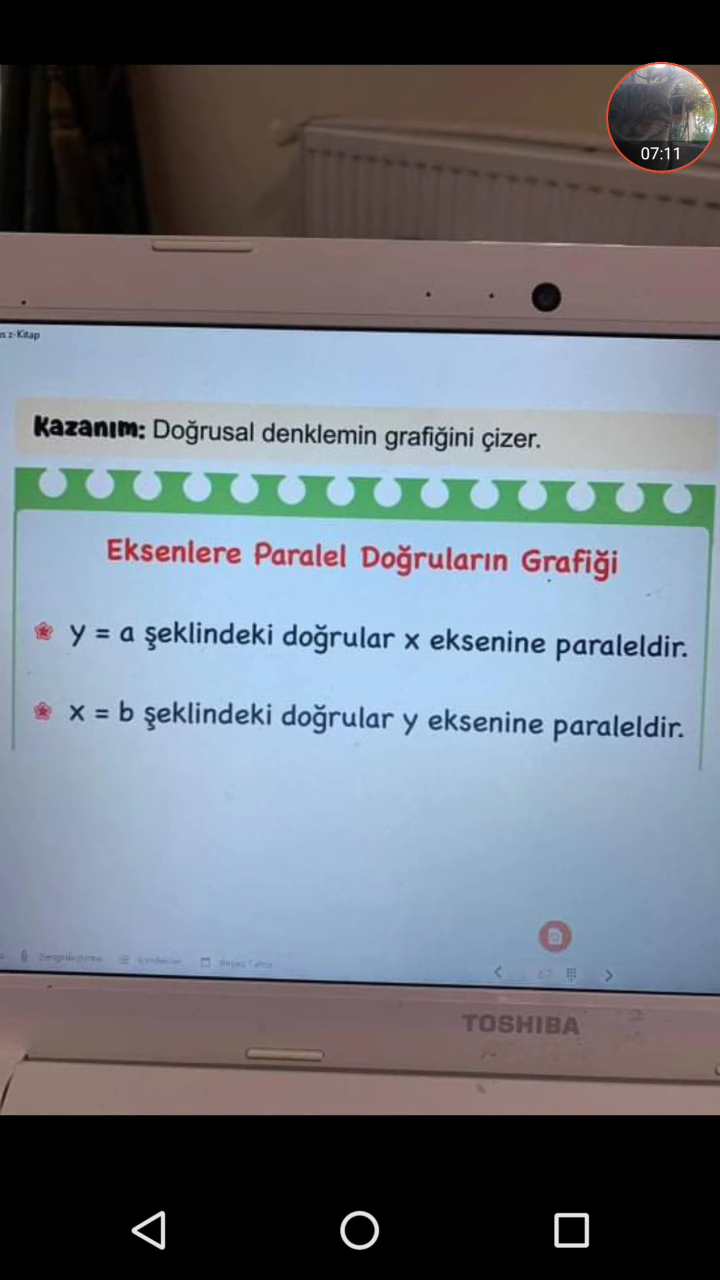 07:11
z-Kitap
Kazanım: Doğrusal denklemin grafiğini çizer.
Eksenlere Paralel Doğruların Grafiği
y = a şeklindeki doğrular x eksenine paraleldir.
x = b şeklindeki doğrular y eksenine paraleldir.
67
TOSHIBA